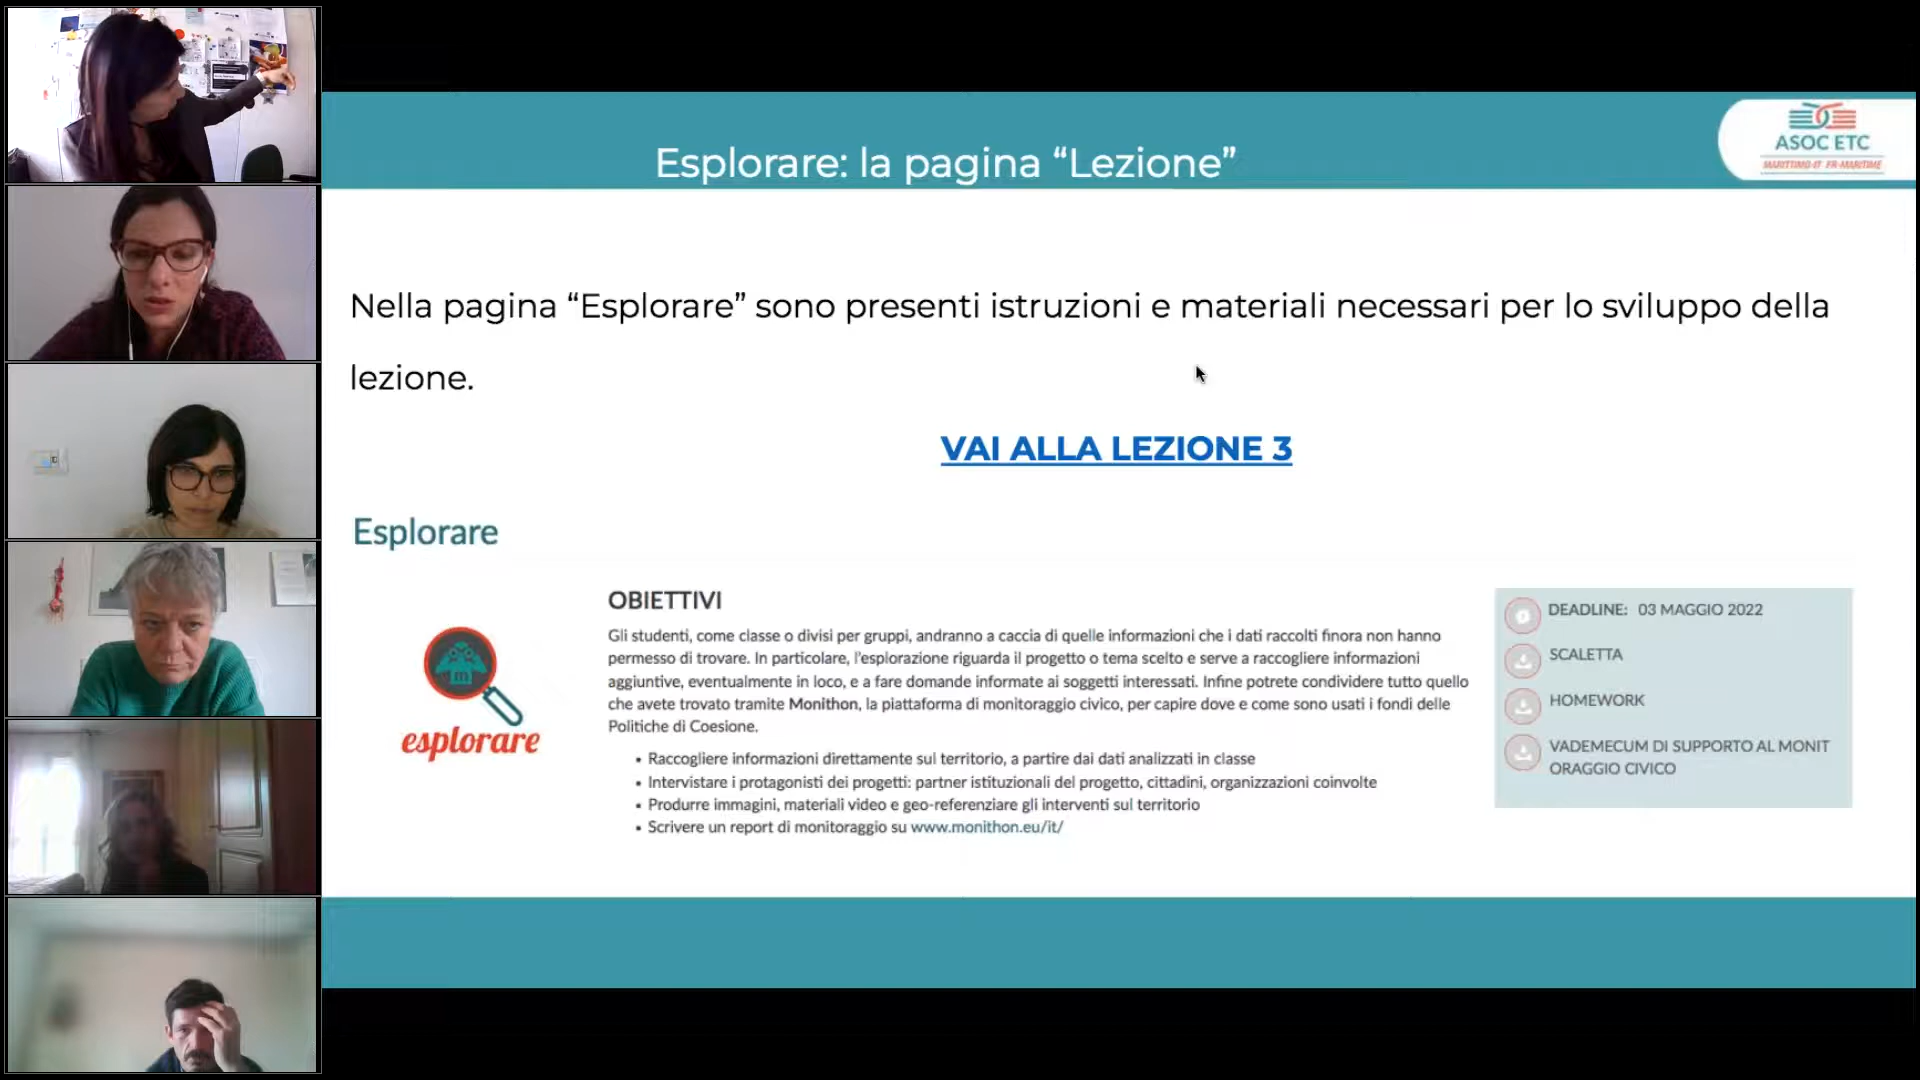 Esplorare: la pagina “Lezione”
ASOC ETC
MARITTIMO-IT FR-MARITIME
Nella pagina “Esplorare” sono presenti istruzioni e materiali necessari per lo sviluppo della
lezione.
VAI ALLA LEZIONE 3
Esplorare
esplorare
OBIETTIVI
Gli studenti, come classe o divisi per gruppi, andranno a caccia di quelle informazioni che i dati raccolti finora non hanno
permesso di trovare. In particolare, l'esplorazione riguarda il progetto o tema scelto e serve a raccogliere informazioni
aggiuntive, eventualmente in loco, e a fare domande informate ai soggetti interessati. Infine potrete condividere tutto quello
che avete trovato tramite Monithon, la piattaforma di monitoraggio civico, per capire dove e come sono usati i fondi delle
Politiche di Coesione.
• Raccogliere informazioni direttamente sul territorio, a partire dai dati analizzati in classe
• Intervistare i protagonisti dei progetti: partner istituzionali del progetto, cittadini, organizzazioni coinvolte
• Produrre immagini, materiali video e geo-referenziare gli interventi sul territorio
• Scrivere un report di monitoraggio su www.monithon.eu/it/
DEADLINE: 03 MAGGIO 2022
SCALETTA
HOMEWORK
VADEMECUM DI SUPPORTO AL MONIT
ORAGGIO CIVICO